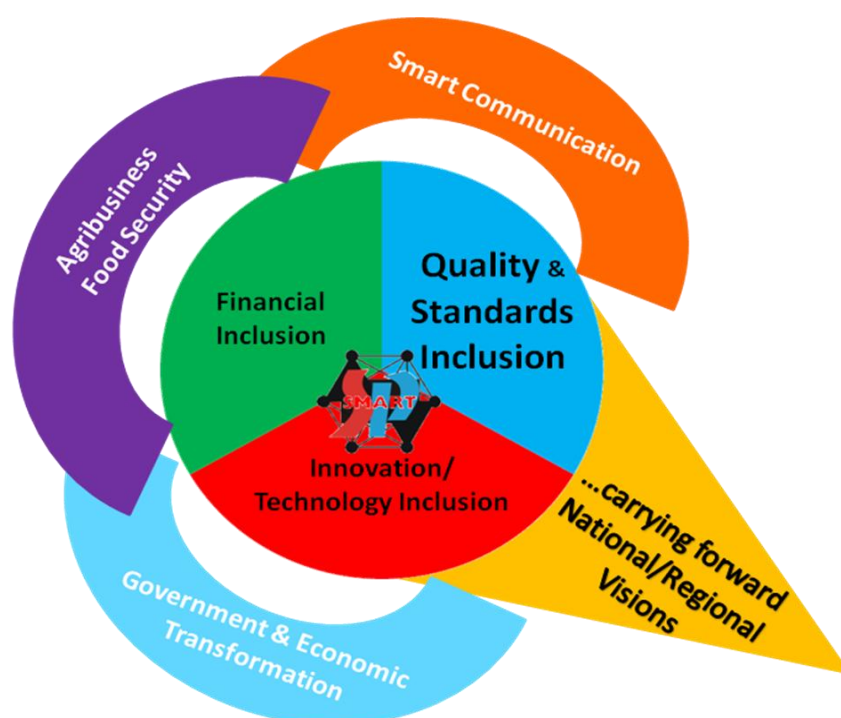 Smart Communication
Agribusiness
Food Security
Financial
Inclusion
Quality &
Standards
Inclusion
SMART
Innovation/
Technology Inclusion
...carrying forward
National/Regional
Visions
Government & Economic
Transformation